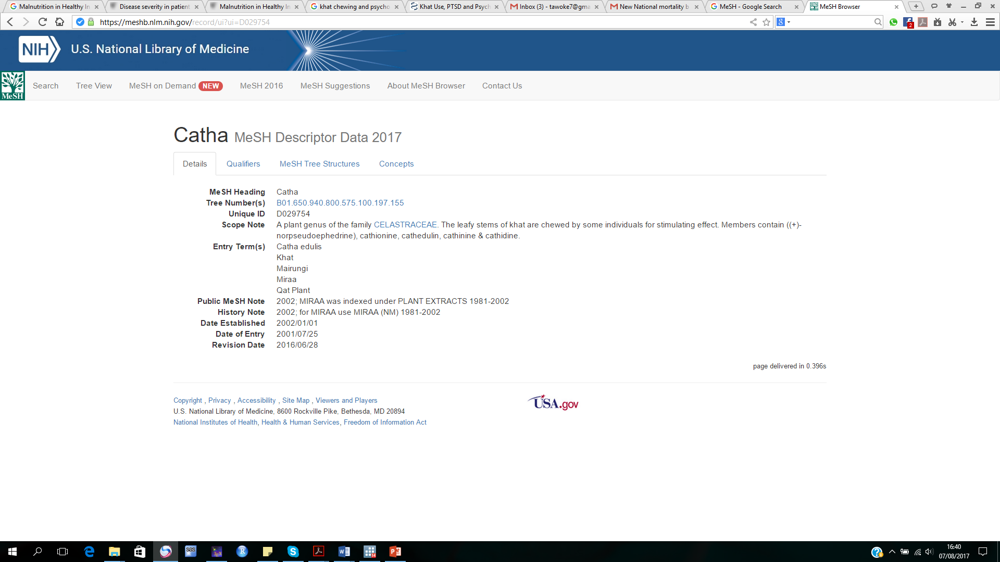 Malnutrition in Healthy In
Disease severity in patient
Malnutrition in Healthy In
khat chewing and psycho
Khat Use, PTSD and Psych
Inbox (3) - tawoke7@gma
New National mortality b
MeSH - Google Search
MeSH Browser
https://meshb.nlm.nih.gov/record/ui?ui=D029754
2
NIH U.S. National Library of Medicine
MeSH
Search Tree View MeSH on Demand NEW MeSH 2016 MeSH Suggestions About MeSH Browser Contact Us
Catha MeSH Descriptor Data 2017
Details Qualifiers MeSH Tree Structures Concepts
MeSH Heading Catha
Tree Number(s) B01.650.940.800.575.100.197.155
Unique ID D029754
Scope Note A plant genus of the family CELASTRACEAE. The leafy stems of khat are chewed by some individuals for stimulating effect. Members contain ((+)-
norpseudoephedrine), cathionine, cathedulin, cathinine & cathidine.
Entry Term(s) Catha edulis
Khat
Mairungi
Miraa
Qat Plant
Public MeSH Note 2002; MIRAA was indexed under PLANT EXTRACTS 1981-2002
History Note 2002; for MIRAA use MIRAA (NM) 1981-2002
Date Established 2002/01/01
Date of Entry 2001/07/25
Revision Date 2016/06/28
page delivered in 0.396s
Copyright , Privacy , Accessibility , Site Map , Viewers and Players
U.S. National Library of Medicine, 8600 Rockville Pike, Bethesda, MD 20894
National Institutes of Health, Health & Human Services, Freedom of Information Act
USA.gov
sas
16:40
07/08/2017